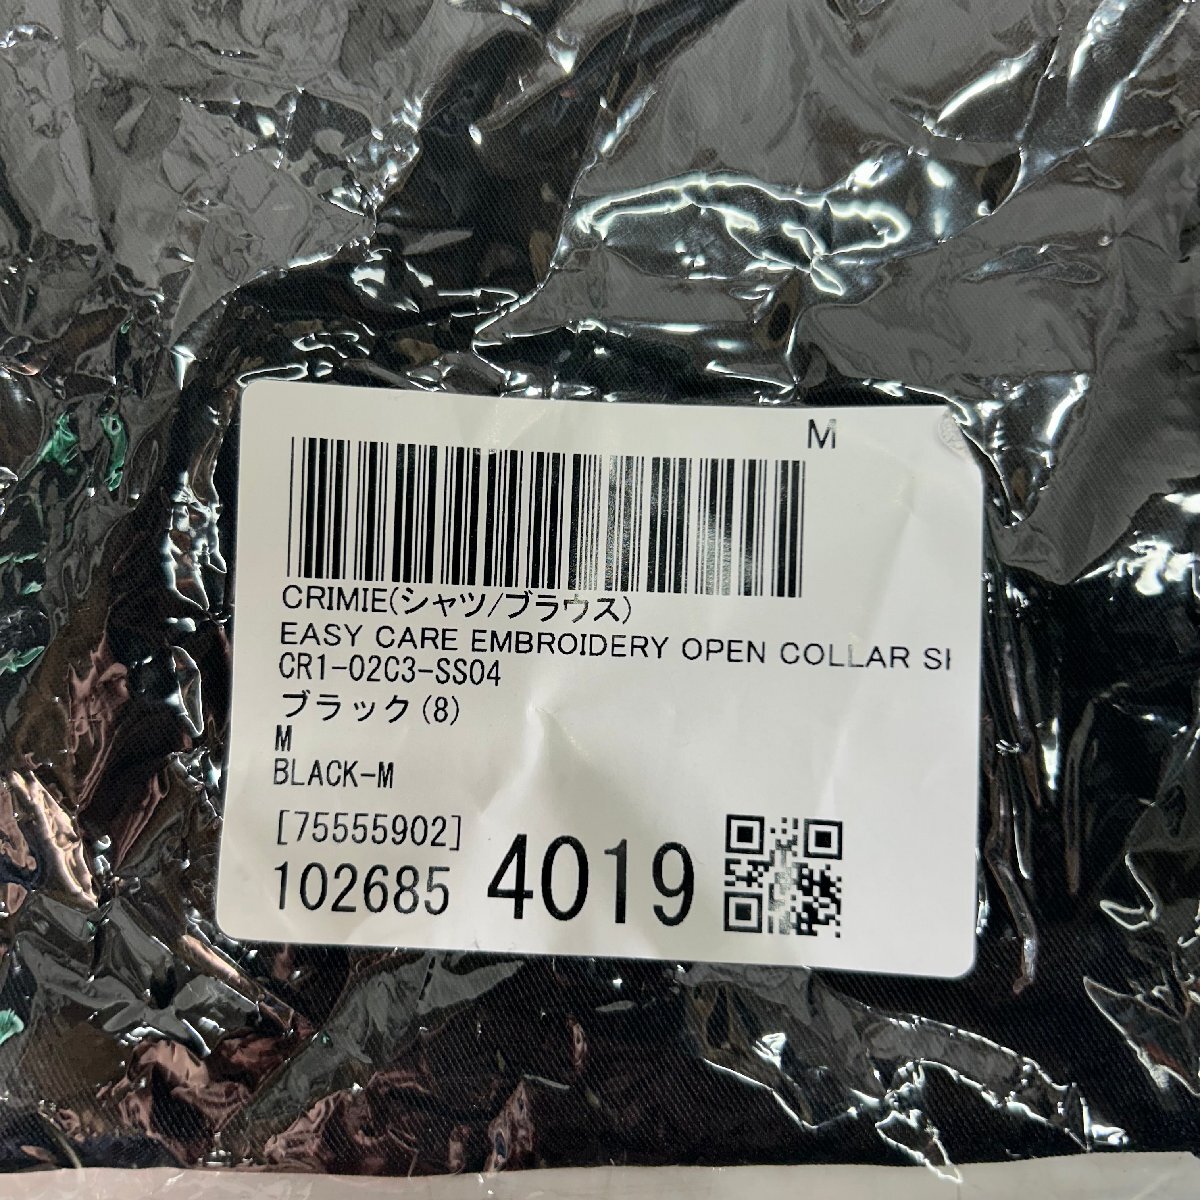 M
CRIMIE(シャツ/ブラウス)
EASY CARE EMBROIDERY OPEN COLLAR
CR1-02C3-SS04
ブラック(8)
M
BLACK-M
[75555902]
102685 4019